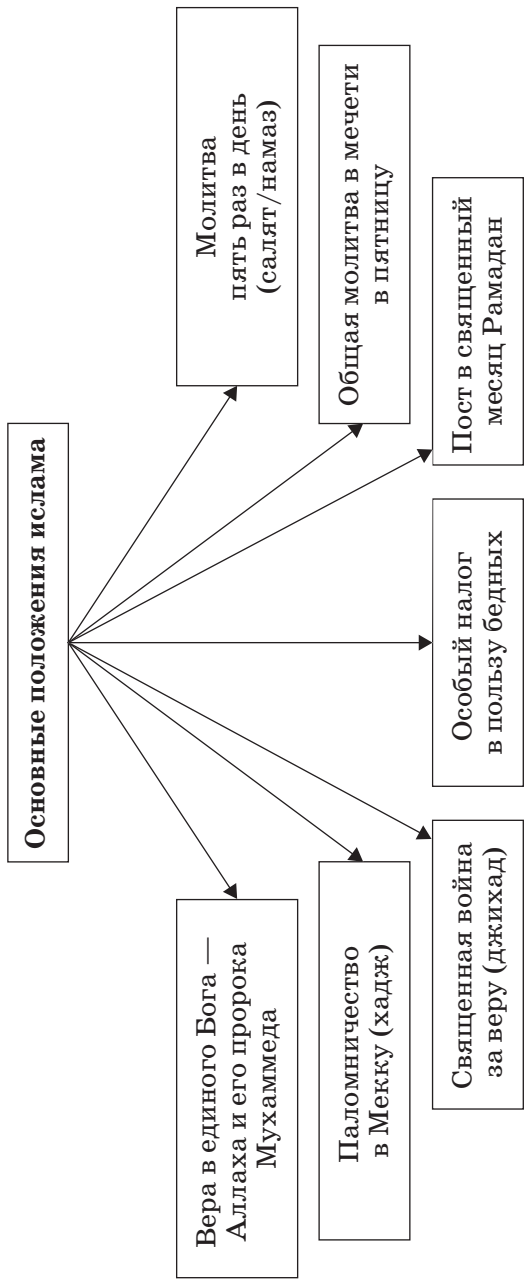 Основные положения ислама
Вера в единого Бога —
Аллаха и его пророка
Мухаммеда
Молитва
пять раз в день
(салят/намаз)
Паломничество
в Мекку (хадж)
Общая молитва в мечети
в пятницу
Священная война
за веру (джихад)
Особый налог
в пользу бедных
Пост в священный
месяц Рамадан